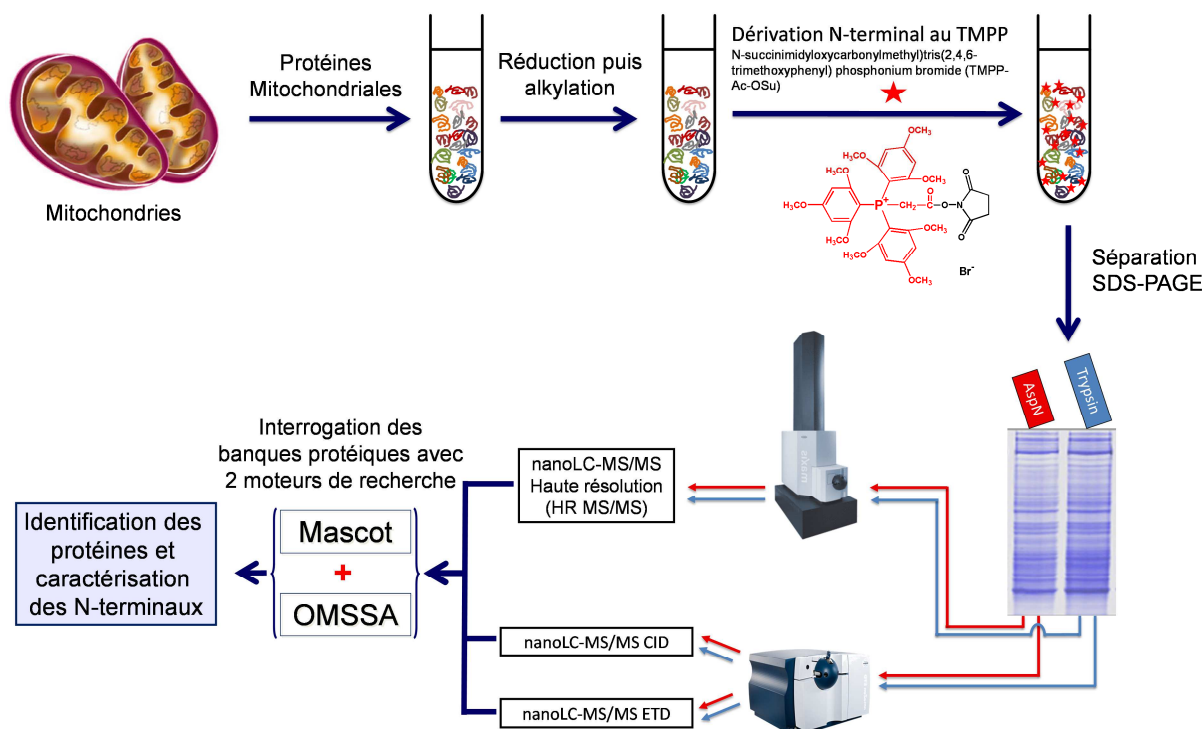 Mitochondries
Protéines
Mitochondriales
Réduction puis
alkylation
Dérivation N-terminal au TMPP
N-succinimidyloxycarbonylmethyl)tris(2,4,6-
trimethoxyphenyl) phosphonium bromide (TMPP-
Ac-OSu)
OCH₃
H₃CO
OCH₃
H₃CO
OCH₃
H₃CO
P⁺
CH₂
C
O
O
N
O
O
H₃CO
OCH₃
H₃CO
OCH₃
Br⁻
Séparation
SDS-PAGE
AspN
Trypsin
maxis
nanoLC-MS/MS
Haute résolution
(HR MS/MS)
nanoLC-MS/MS CID
nanoLC-MS/MS ETD
Interrogation des
banques protéiques avec
2 moteurs de recherche
Mascot
+
OMSSA
Identification des
protéines et
caractérisation
des N-terminaux